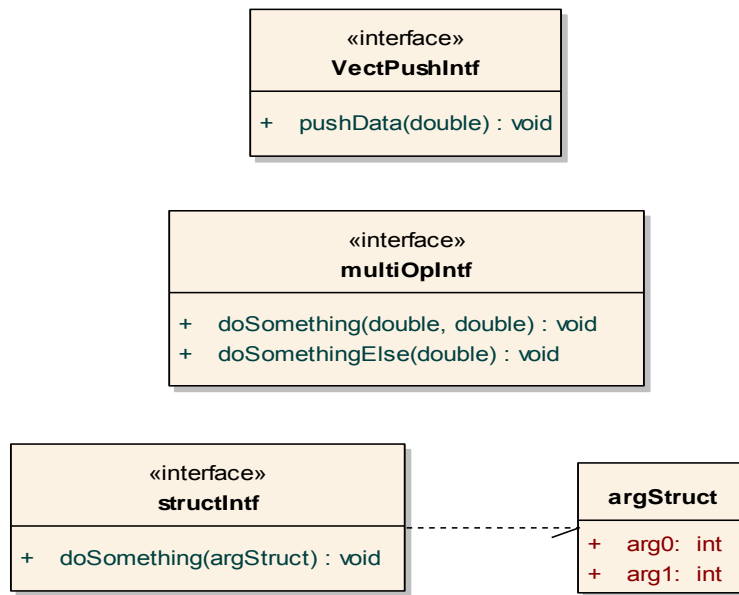 «interface»
VectPushIntf
+ pushData(double) : void
«interface»
multiOpIntf
+ doSomething(double, double) : void
+ doSomethingElse(double) : void
«interface»
structIntf
+ doSomething(argStruct) : void
argStruct
+ arg0: int
+ arg1: int